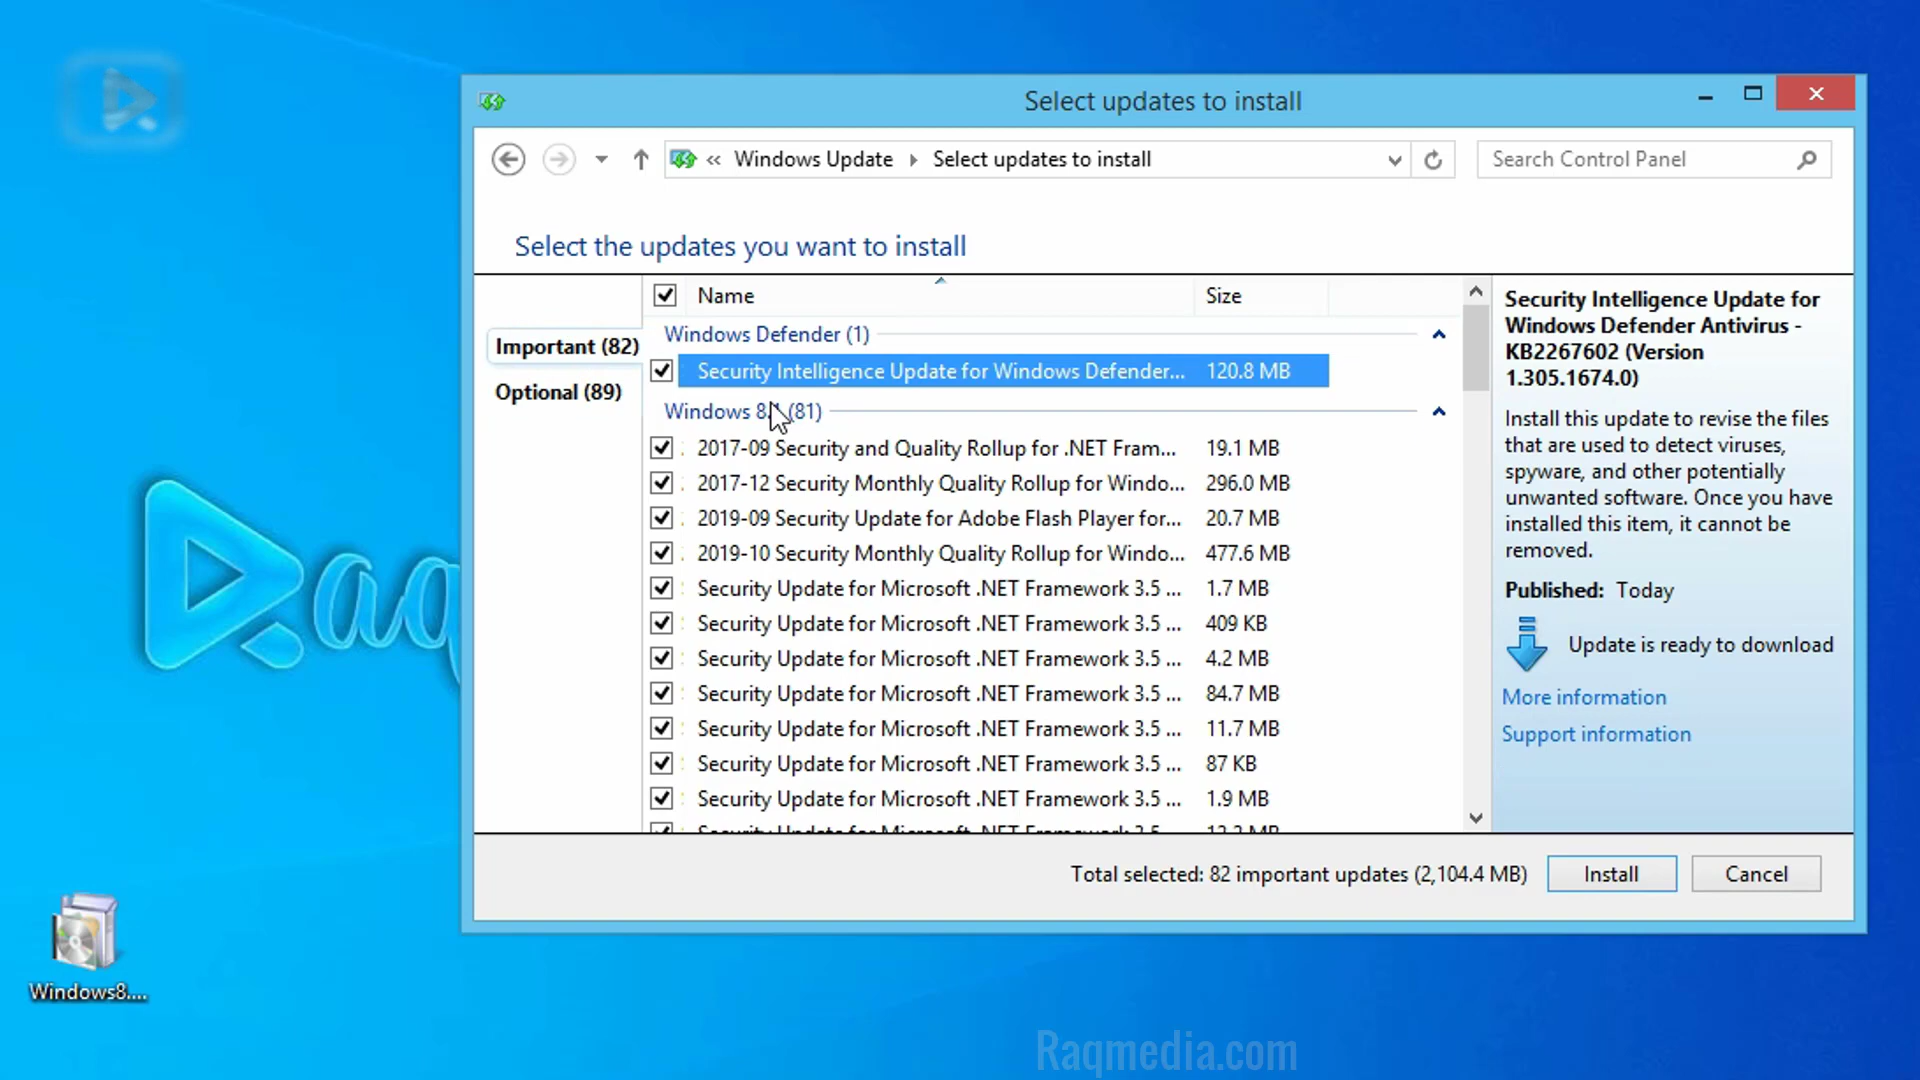 Select updates to install
« Windows Update Select updates to install
Search Control Panel
Select the updates you want to install
Name Size
Important (82)
Optional (89)
Windows Defender (1)
Security Intelligence Update for Windows Defender... 120.8 MB
Windows 8.1 (81)
2017-09 Security and Quality Rollup for .NET Fram... 19.1 MB
2017-12 Security Monthly Quality Rollup for Windo... 296.0 MB
2019-09 Security Update for Adobe Flash Player for... 20.7 MB
2019-10 Security Monthly Quality Rollup for Windo... 477.6 MB
Security Update for Microsoft .NET Framework 3.5 ... 1.7 MB
Security Update for Microsoft .NET Framework 3.5 ... 409 KB
Security Update for Microsoft .NET Framework 3.5 ... 4.2 MB
Security Update for Microsoft .NET Framework 3.5 ... 84.7 MB
Security Update for Microsoft .NET Framework 3.5 ... 11.7 MB
Security Update for Microsoft .NET Framework 3.5 ... 87 KB
Security Update for Microsoft .NET Framework 3.5 ... 1.9 MB
Security Update for Microsoft .NET Framework 3.5
Security Intelligence Update for
Windows Defender Antivirus -
KB2267602 (Version
1.305.1674.0)
Install this update to revise the files
that are used to detect viruses,
spyware, and other potentially
unwanted software. Once you have
installed this item, it cannot be
removed.
Published: Today
Update is ready to download
More information
Support information
Total selected: 82 important updates (2,104.4 MB)
Install
Cancel
aq
Windows8....
Raqmedia.com